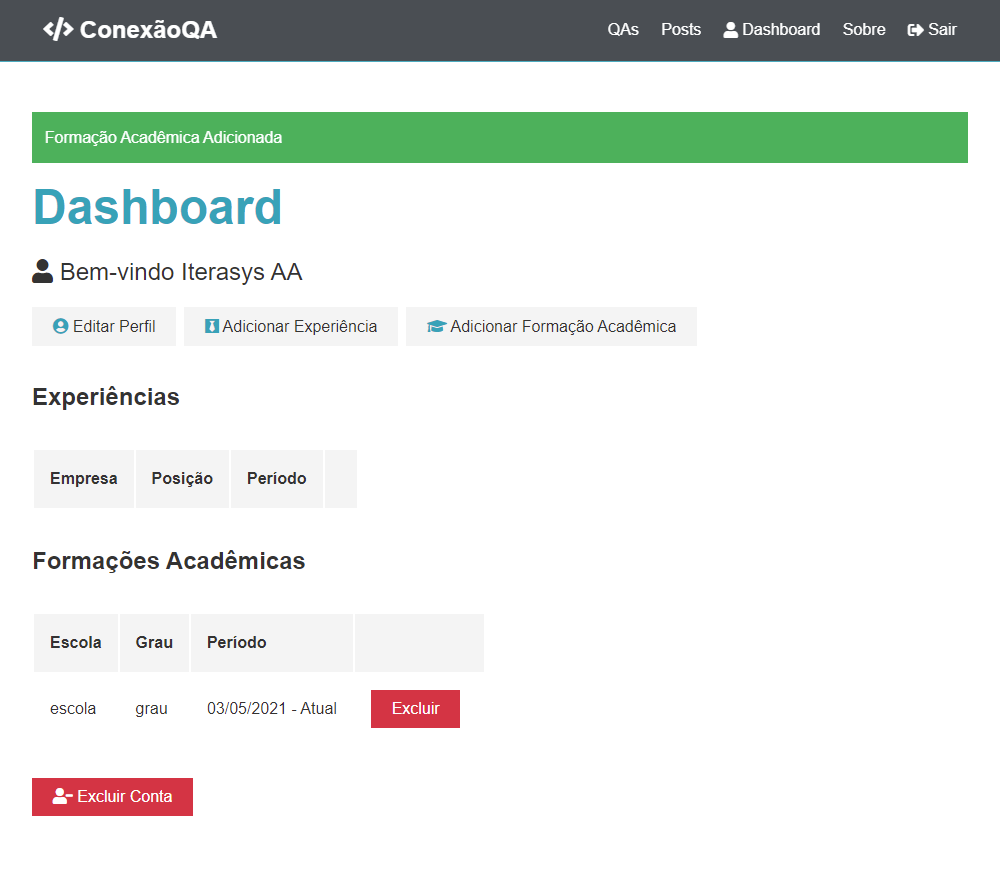 ConexãoQA QAs Posts Dashboard Sobre Sair
Formação Acadêmica Adicionada
Dashboard
Bem-vindo Iterasys AA
Editar Perfil Adicionar Experiência Adicionar Formação Acadêmica
Experiências
Empresa Posição Período
Formações Acadêmicas
Escola Grau Período
escola grau 03/05/2021 - Atual Excluir
Excluir Conta